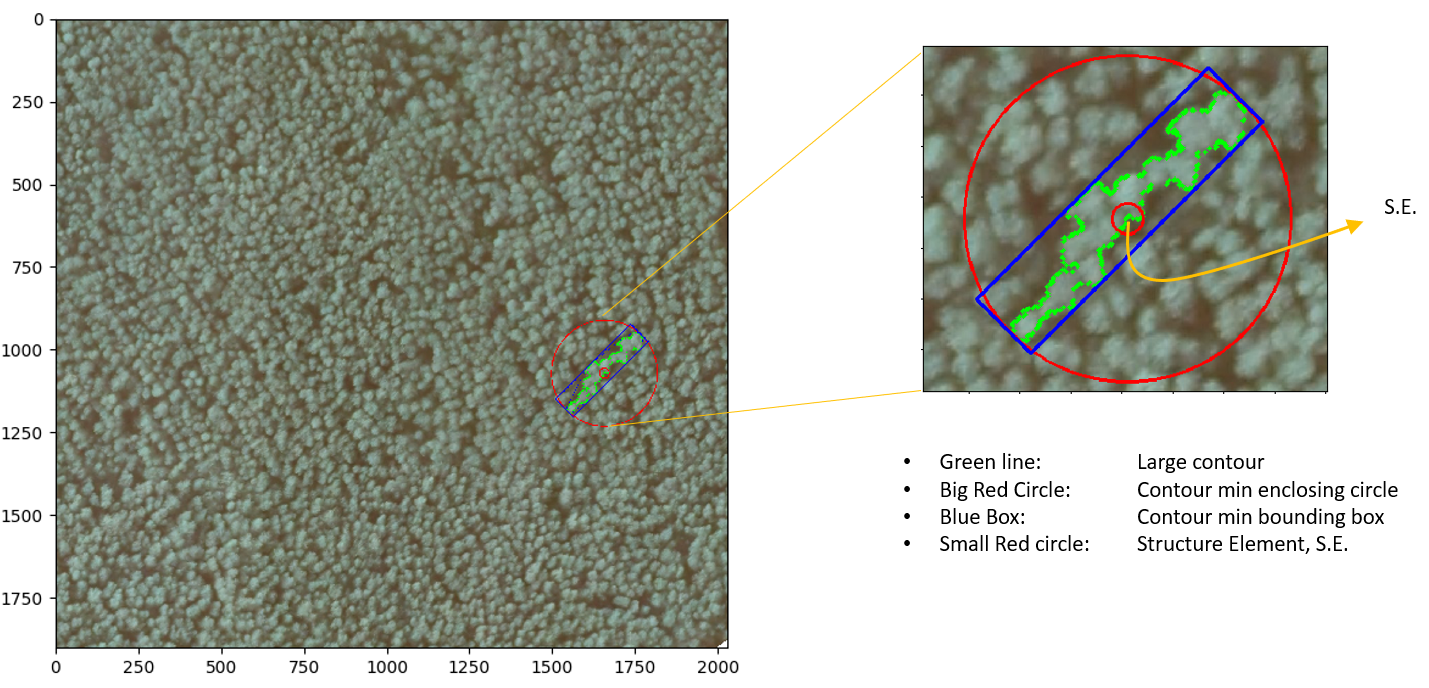 0
250
500
750
1000
1250
1500
1750
0 250 500 750 1000 1250 1500 1750 2000
S.E.
• Green line: Large contour
• Big Red Circle: Contour min enclosing circle
• Blue Box: Contour min bounding box
• Small Red circle: Structure Element, S.E.